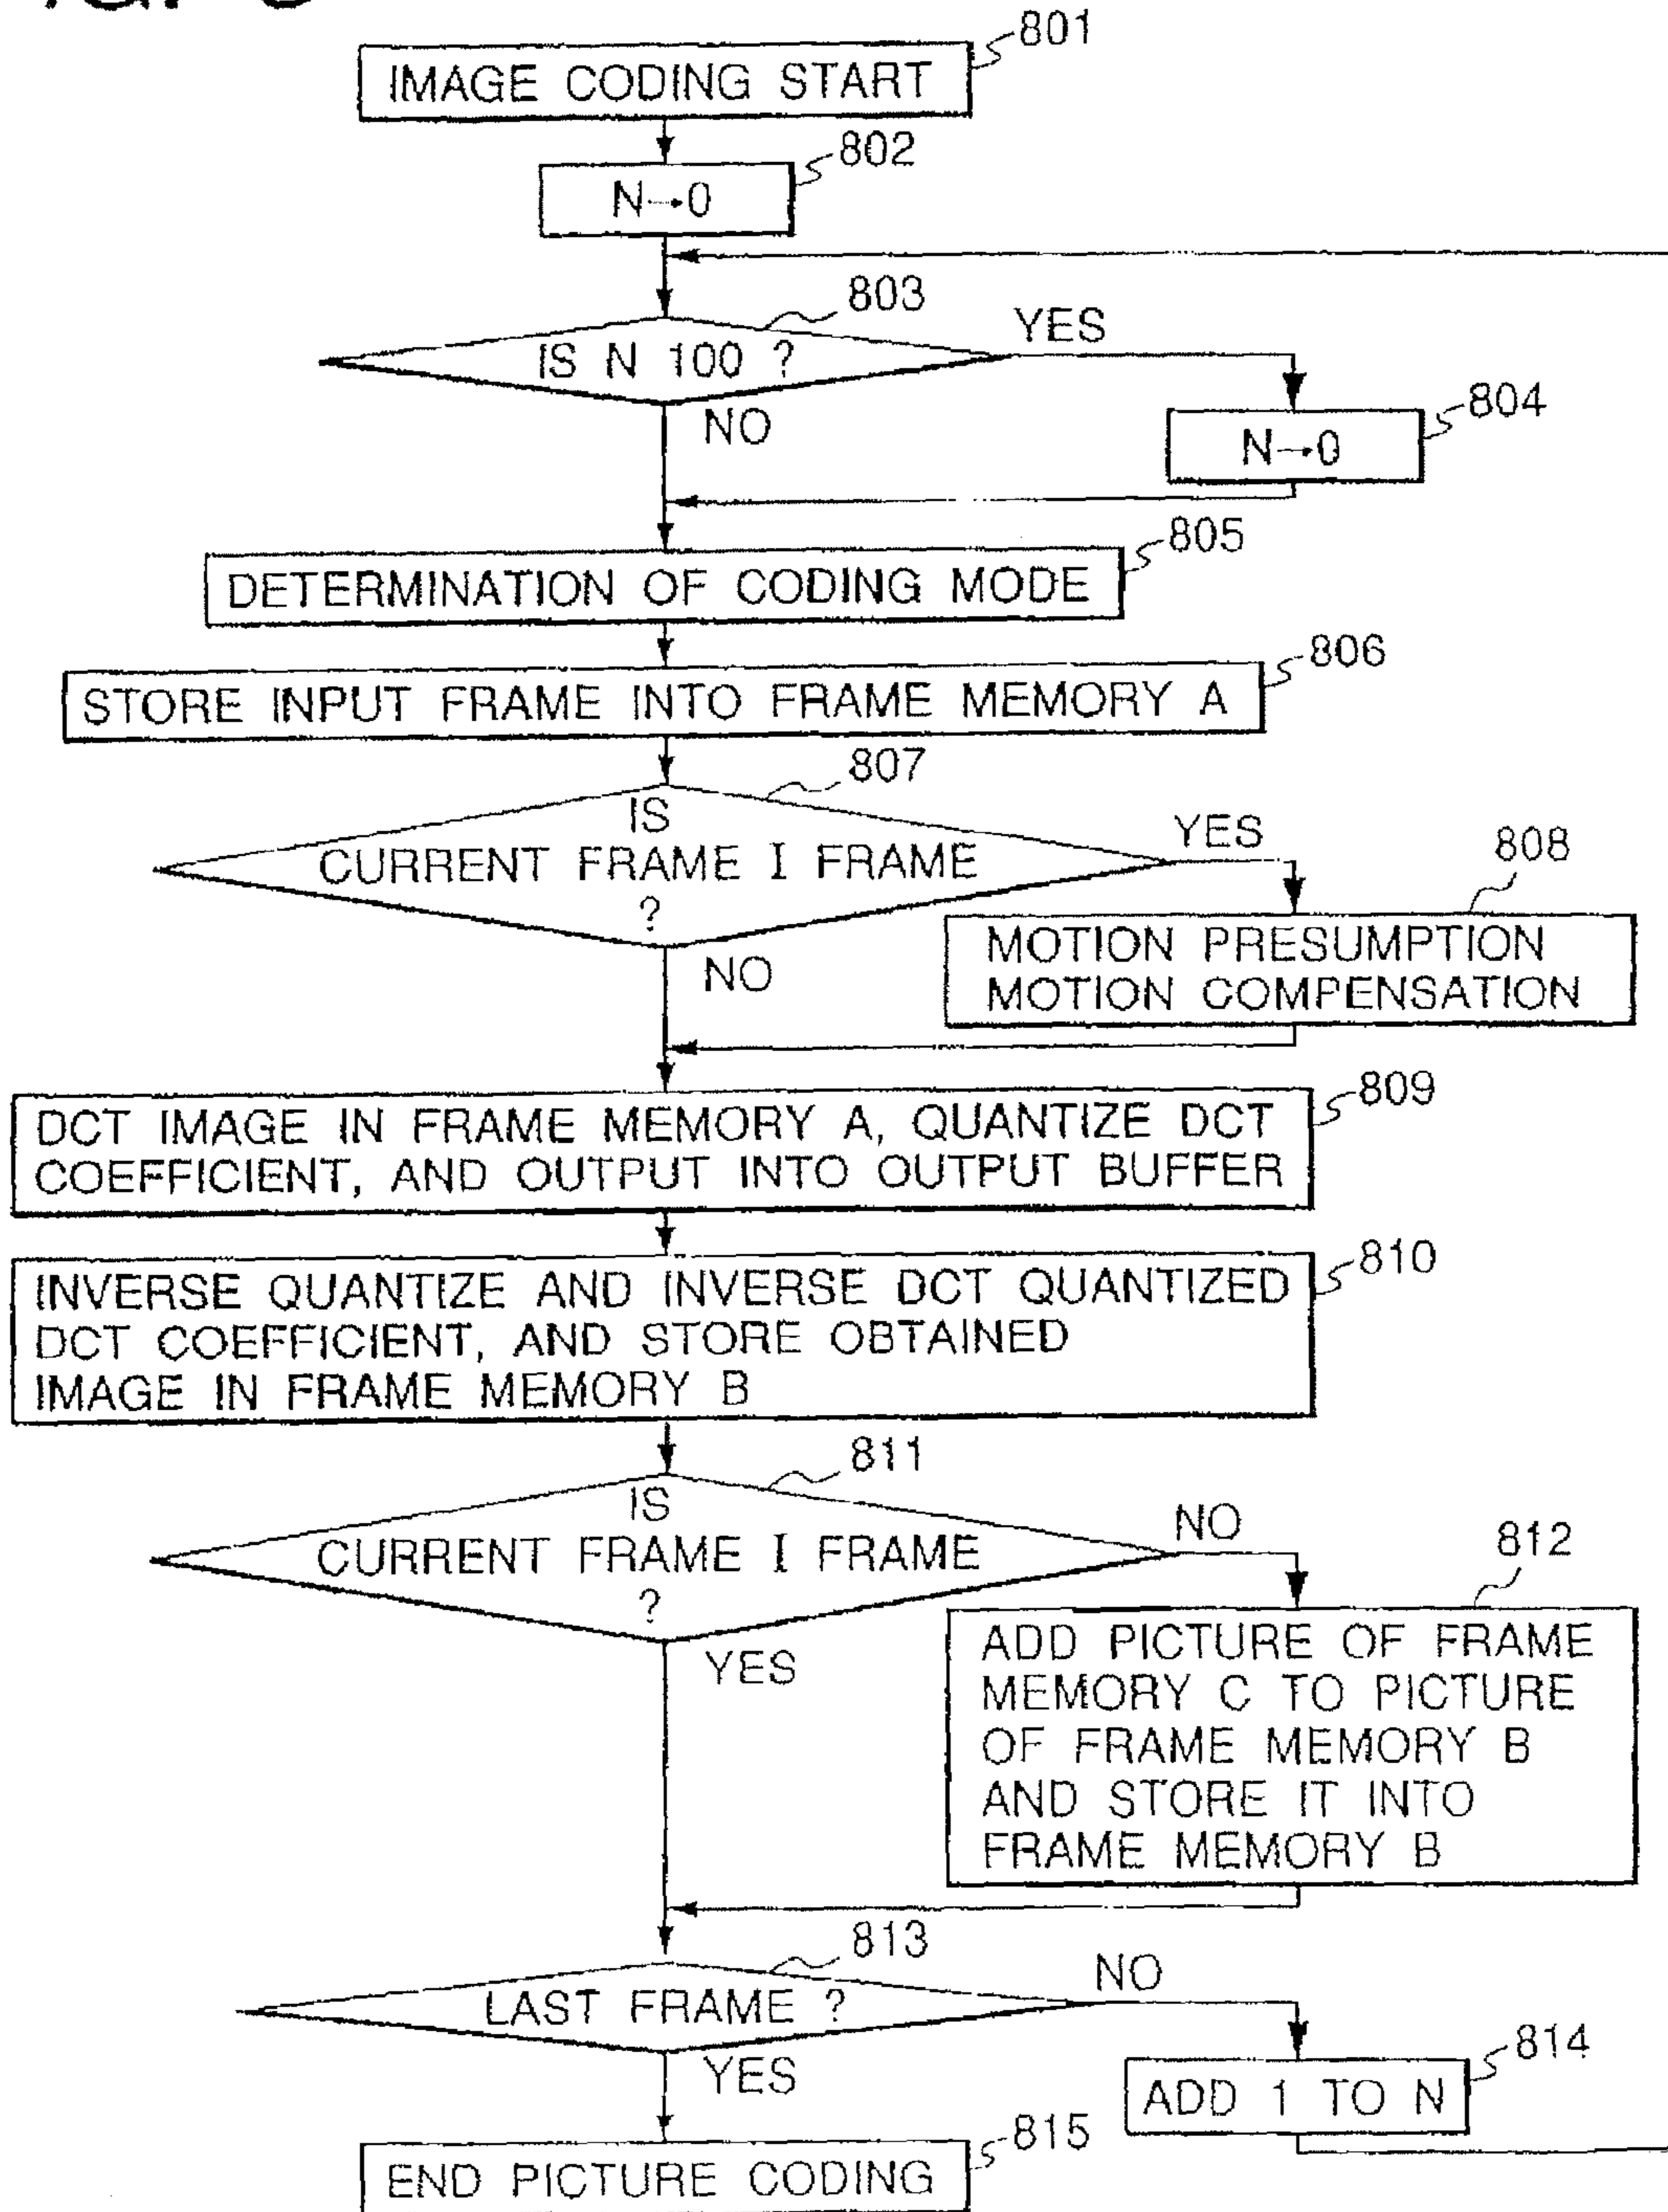 801
IMAGE CODING START
802
N→0
803
IS N 100 ?
YES
NO
804
N→0
805
DETERMINATION OF CODING MODE
806
STORE INPUT FRAME INTO FRAME MEMORY A
807
IS
CURRENT FRAME I FRAME
?
YES
NO
808
MOTION PRESUMPTION
MOTION COMPENSATION
809
DCT IMAGE IN FRAME MEMORY A, QUANTIZE DCT
COEFFICIENT, AND OUTPUT INTO OUTPUT BUFFER
810
INVERSE QUANTIZE AND INVERSE DCT QUANTIZED
DCT COEFFICIENT, AND STORE OBTAINED
IMAGE IN FRAME MEMORY B
811
IS
CURRENT FRAME I FRAME
?
NO
YES
812
ADD PICTURE OF FRAME
MEMORY C TO PICTURE
OF FRAME MEMORY B
AND STORE IT INTO
FRAME MEMORY B
813
LAST FRAME ?
NO
YES
814
ADD 1 TO N
815
END PICTURE CODING